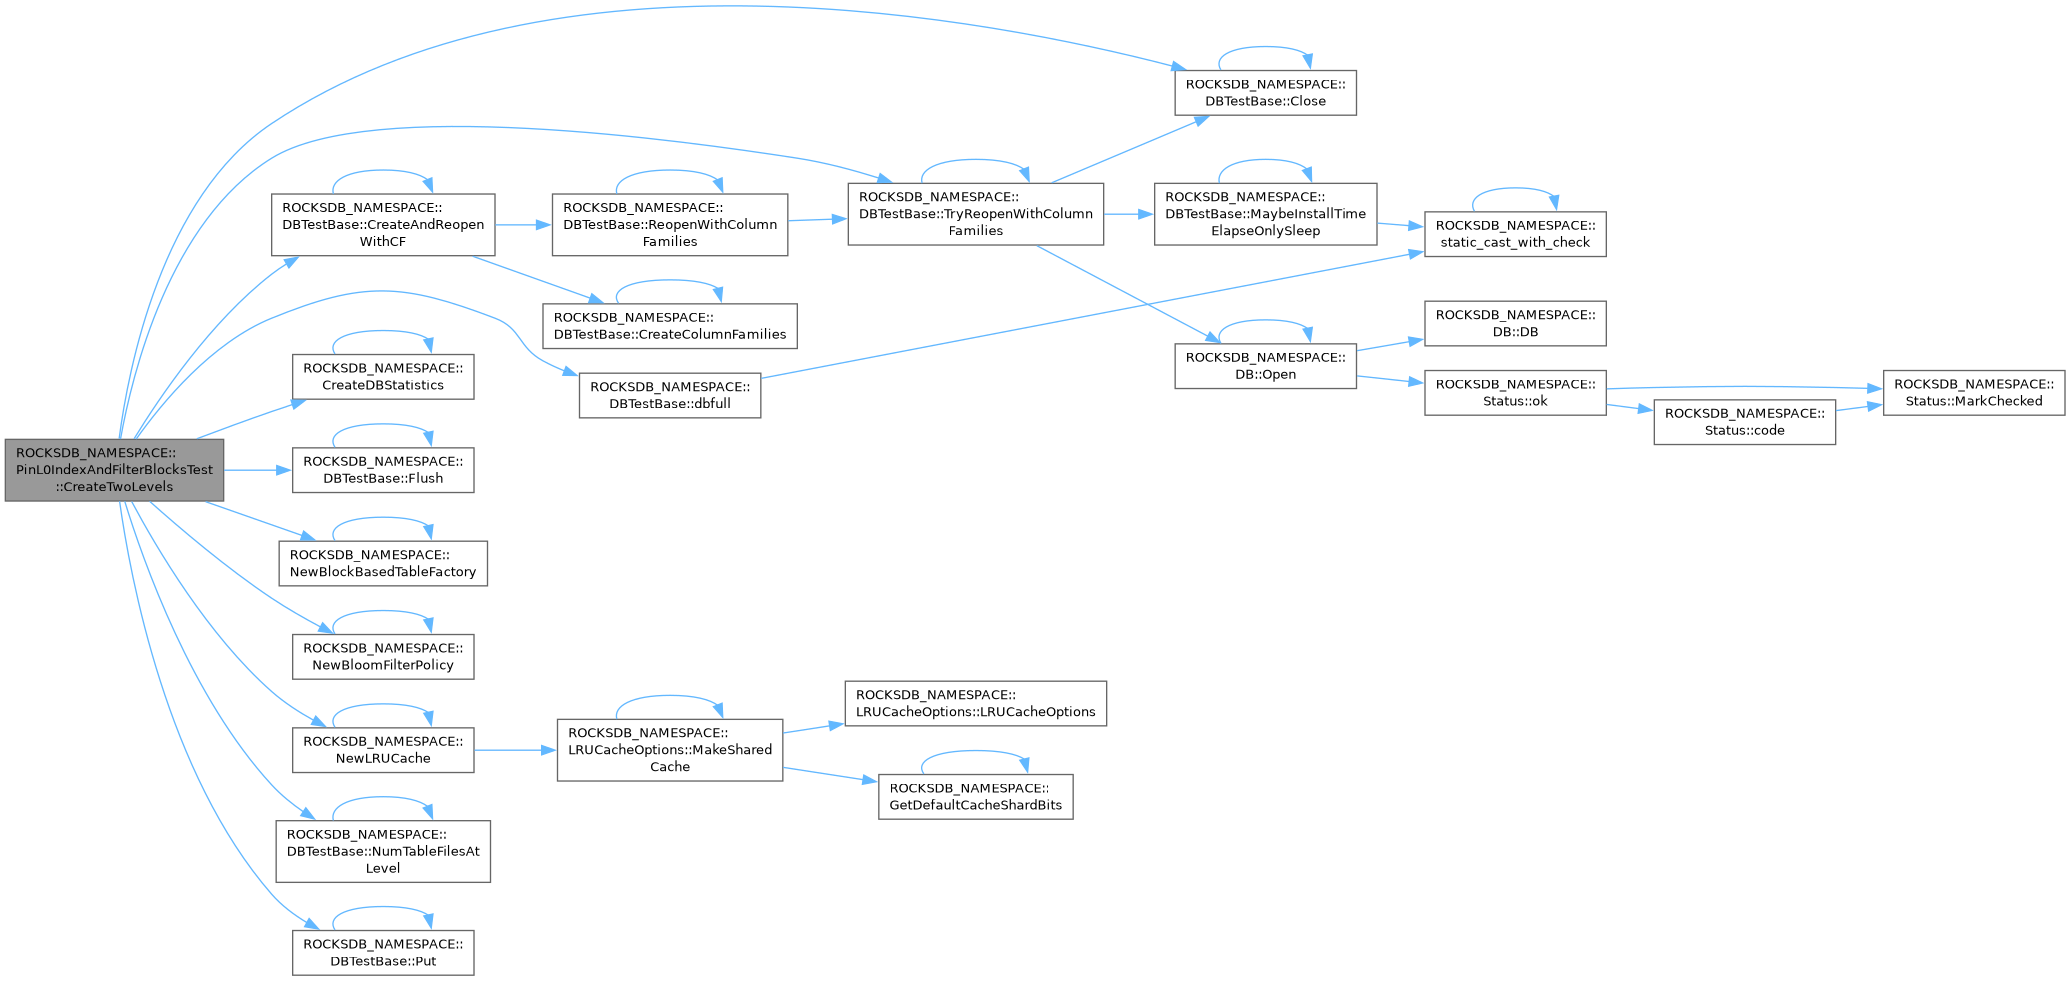 ROCKSDB_NAMESPACE::
DBTestBase::Close
ROCKSDB_NAMESPACE::
DBTestBase::CreateAndReopen
WithCF
ROCKSDB_NAMESPACE::
DBTestBase::ReopenWithColumn
Families
ROCKSDB_NAMESPACE::
DBTestBase::TryReopenWithColumn
Families
ROCKSDB_NAMESPACE::
DBTestBase::MaybeInstallTime
ElapseOnlySleep
ROCKSDB_NAMESPACE::
static_cast_with_check
ROCKSDB_NAMESPACE::
DBTestBase::CreateColumnFamilies
ROCKSDB_NAMESPACE::
DB::DB
ROCKSDB_NAMESPACE::
CreateDBStatistics
ROCKSDB_NAMESPACE::
DBTestBase::dbfull
ROCKSDB_NAMESPACE::
DB::Open
ROCKSDB_NAMESPACE::
Status::ok
ROCKSDB_NAMESPACE::
Status::code
ROCKSDB_NAMESPACE::
Status::MarkChecked
ROCKSDB_NAMESPACE::
PinL0IndexAndFilterBlocksTest
::CreateTwoLevels
ROCKSDB_NAMESPACE::
DBTestBase::Flush
ROCKSDB_NAMESPACE::
NewBlockBasedTableFactory
ROCKSDB_NAMESPACE::
NewBloomFilterPolicy
ROCKSDB_NAMESPACE::
NewLRUCache
ROCKSDB_NAMESPACE::
LRUCacheOptions::MakeShared
Cache
ROCKSDB_NAMESPACE::
LRUCacheOptions::LRUCacheOptions
ROCKSDB_NAMESPACE::
GetDefaultCacheShardBits
ROCKSDB_NAMESPACE::
DBTestBase::NumTableFilesAt
Level
ROCKSDB_NAMESPACE::
DBTestBase::Put